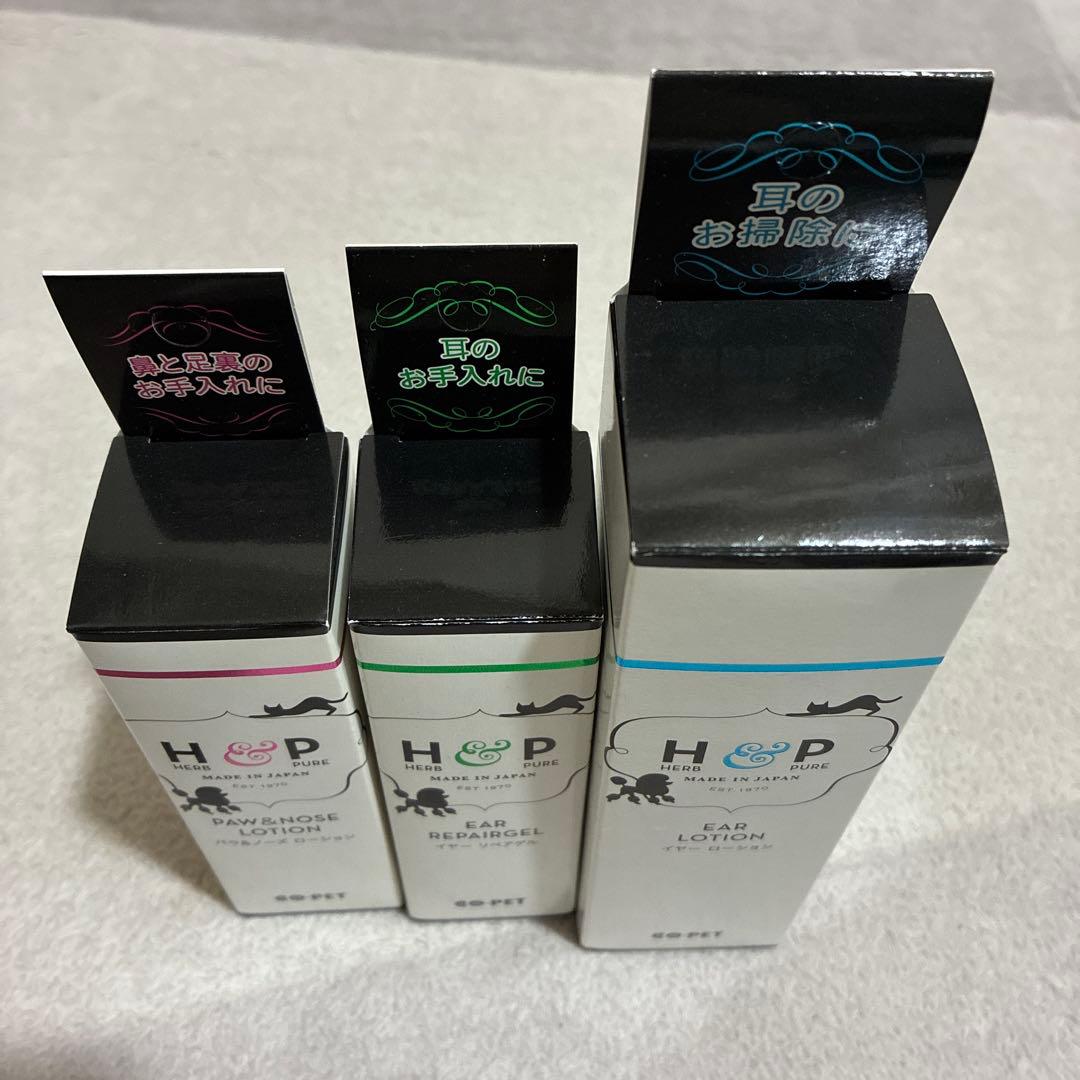 鼻と足裏の
お手入れに
H & P
HERB PURE
MADE IN JAPAN
EST. 1970
PAW&NOSE
LOTION
パウ&ノーズ ローション
GO-PET
耳の
お手入れに
H & P
HERB PURE
MADE IN JAPAN
EST. 1970
EAR
REPAIRGEL
イヤー リペアゲル
GO-PET
耳の
お掃除に
H & P
HERB PURE
MADE IN JAPAN
EST. 1970
EAR
LOTION
イヤー ローション
GO-PET